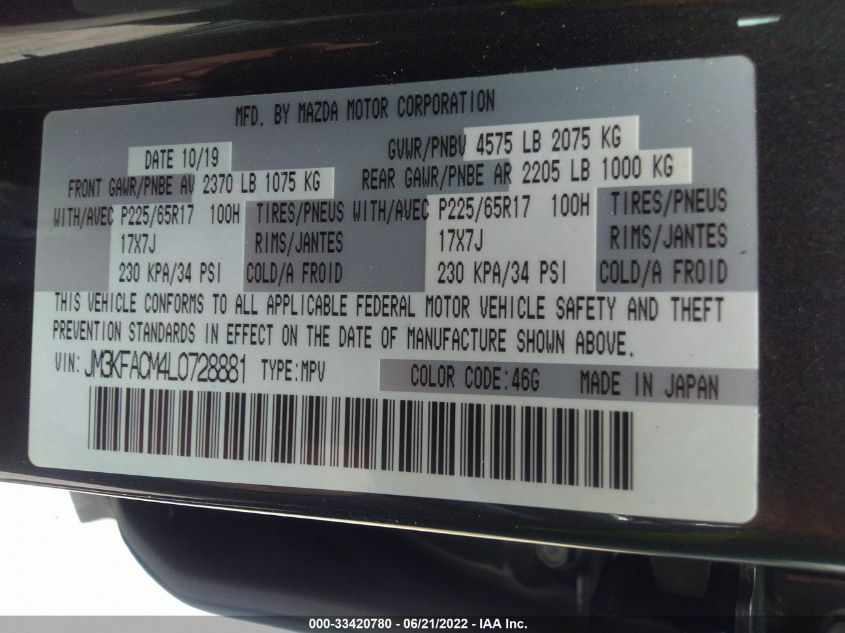 MFD. BY MAZDA MOTOR CORPORATION
DATE 10/19 GVWR/PNBV 4575 LB 2075 KG
FRONT GAWR/PNBE AV 2370 LB 1075 KG REAR GAWR/PNBE AR 2205 LB 1000 KG
WITH/AVEC P225/65R17 100H TIRES/PNEUS WITH/AVEC P225/65R17 100H TIRES/PNEUS
17X7J RIMS/JANTES 17X7J RIMS/JANTES
230 KPA/34 PSI COLD/A FROID 230 KPA/34 PSI COLD/A FROID
THIS VEHICLE CONFORMS TO ALL APPLICABLE FEDERAL MOTOR VEHICLE SAFETY AND THEFT
PREVENTION STANDARDS IN EFFECT ON THE DATE OF MANUFACTURE SHOWN ABOVE.
VIN: JM3KFACM4L0728881 TYPE:MPV COLOR CODE:46G MADE IN JAPAN
000-33420780 - 06/21/2022 - IAA Inc.